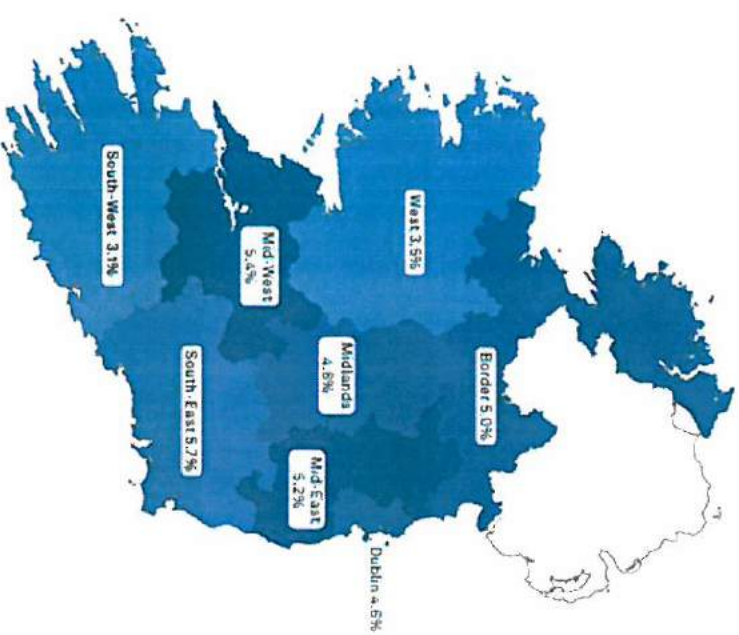 Border 5.0%
West 3.5%
Dublin 4.6%
Midlands
4.8%
Mid-East
5.2%
Mid-West
5.4%
South-East 5.7%
South-West 3.1%